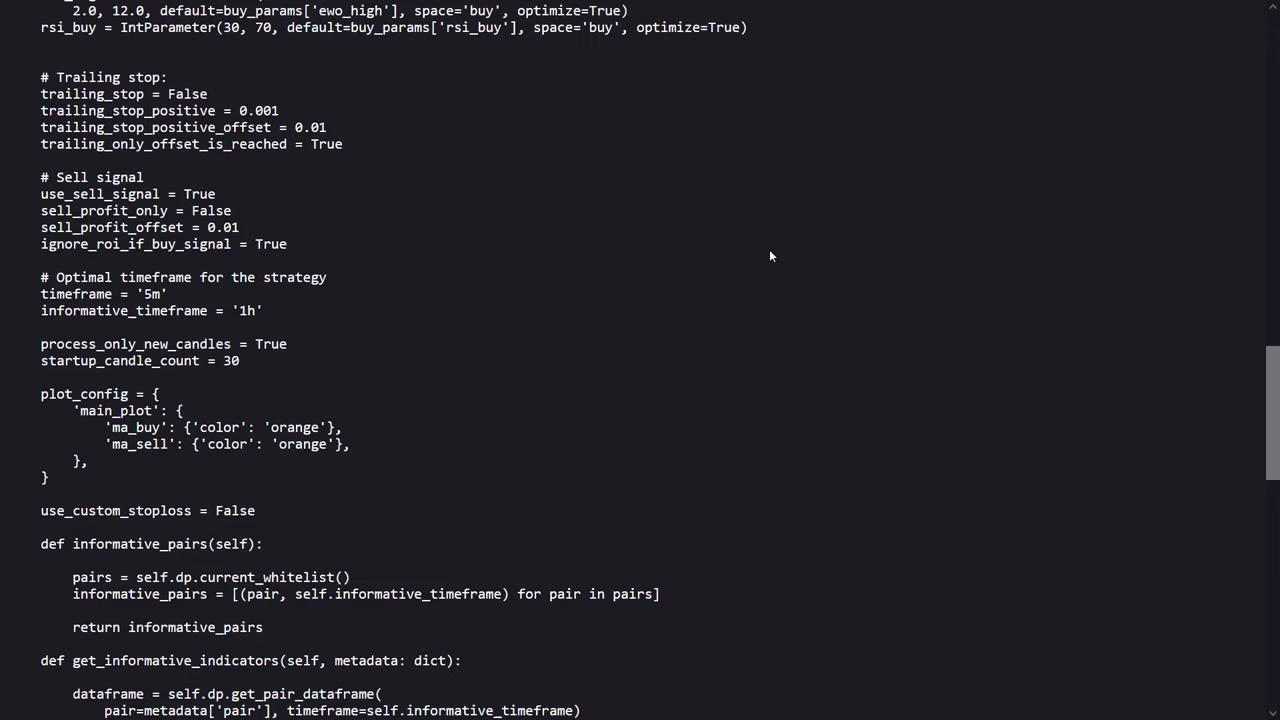 2.0, 12.0, default=buy_params['ewo_high'], space='buy', optimize=True)
rsi_buy = IntParameter(30, 70, default=buy_params['rsi_buy'], space='buy', optimize=True)
# Trailing stop:
trailing_stop = False
trailing_stop_positive = 0.001
trailing_stop_positive_offset = 0.01
trailing_only_offset_is_reached = True
# Sell signal
use_sell_signal = True
sell_profit_only = False
sell_profit_offset = 0.01
ignore_roi_if_buy_signal = True
# Optimal timeframe for the strategy
timeframe = '5m'
informative_timeframe = '1h'
process_only_new_candles = True
startup_candle_count = 30
plot_config = {
'main_plot': {
'ma_buy': {'color': 'orange'},
'ma_sell': {'color': 'orange'},
},
}
use_custom_stoploss = False
def informative_pairs(self):
pairs = self.dp.current_whitelist()
informative_pairs = [(pair, self.informative_timeframe) for pair in pairs]
return informative_pairs
def get_informative_indicators(self, metadata: dict):
dataframe = self.dp.get_pair_dataframe(
pair=metadata['pair'], timeframe=self.informative_timeframe)